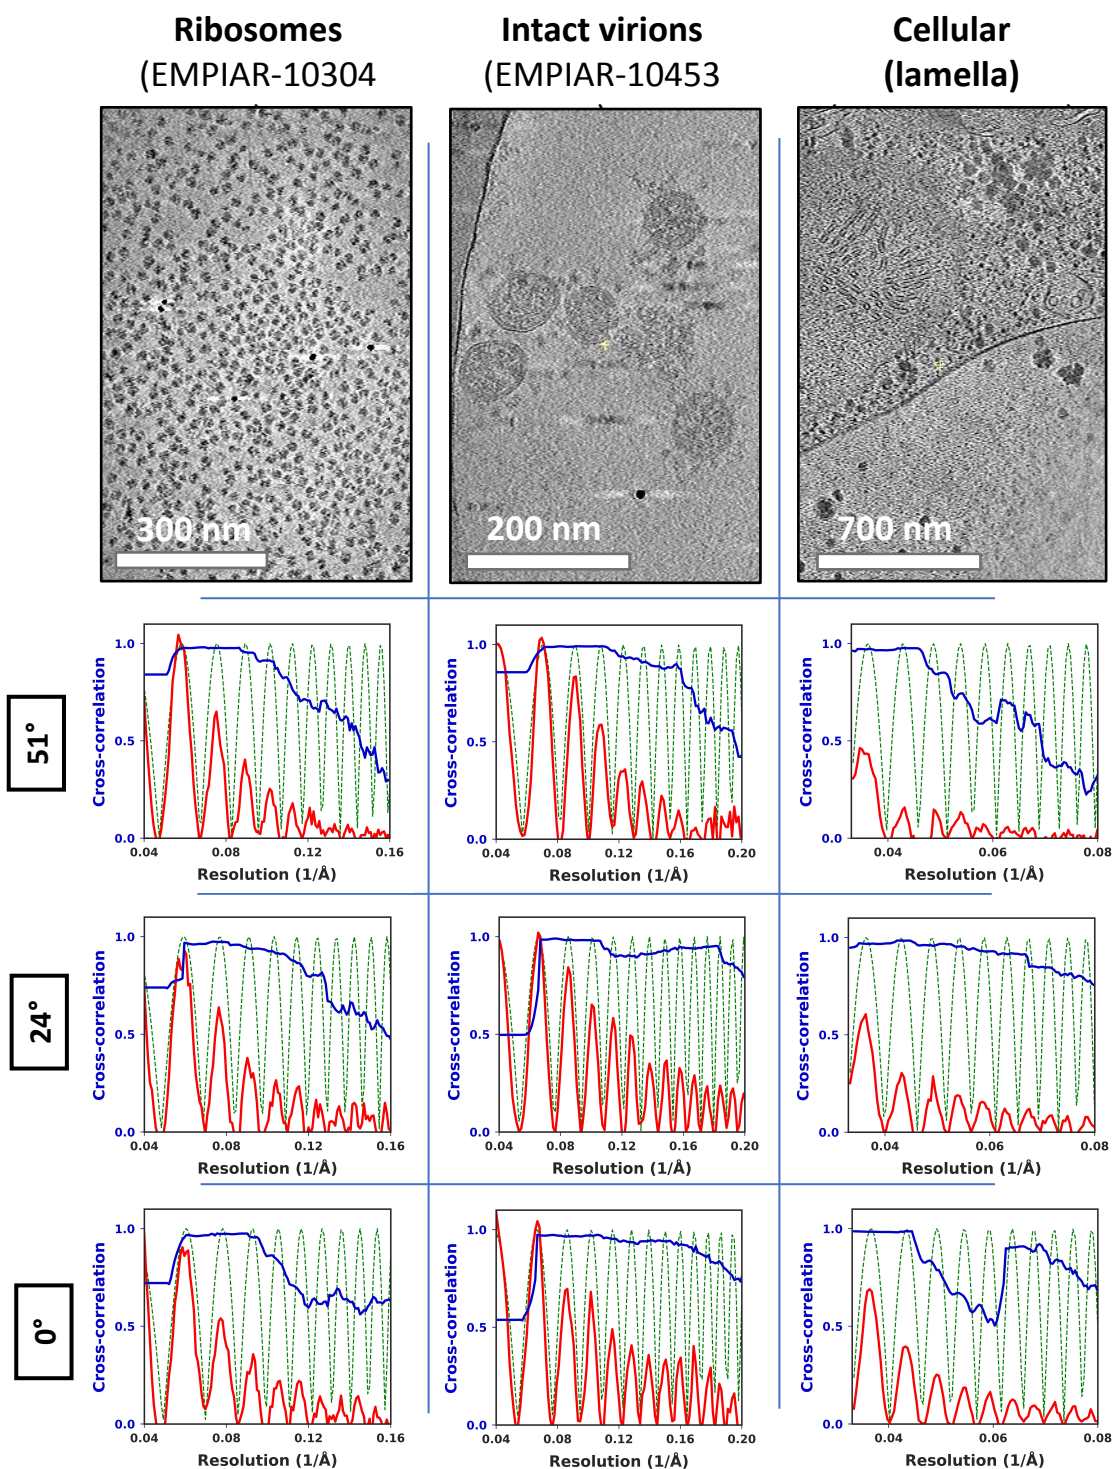 Ribosomes
(EMPIAR-10304
Intact virions
(EMPIAR-10453
)
Cellular
(lamella)
300 nm
200 nm
700 nm
51°
1.0
0.5
0.0
Cross-correlation
0.04 0.08 0.12 0.16
Resolution (1/Å)
1.0
0.5
0.0
Cross-correlation
0.04 0.08 0.12 0.16 0.20
Resolution (1/Å)
1.0
0.5
0.0
Cross-correlation
0.04 0.06 0.08
Resolution (1/Å)
24°
1.0
0.5
0.0
Cross-correlation
0.04 0.08 0.12 0.16
Resolution (1/Å)
1.0
0.5
0.0
Cross-correlation
0.04 0.08 0.12 0.16 0.20
Resolution (1/Å)
1.0
0.5
0.0
Cross-correlation
0.04 0.06 0.08
Resolution (1/Å)
0°
1.0
0.5
0.0
Cross-correlation
0.04 0.08 0.12 0.16
Resolution (1/Å)
1.0
0.5
0.0
Cross-correlation
0.04 0.08 0.12 0.16 0.20
Resolution (1/Å)
1.0
0.5
0.0
Cross-correlation
0.04 0.06 0.08
Resolution (1/Å)